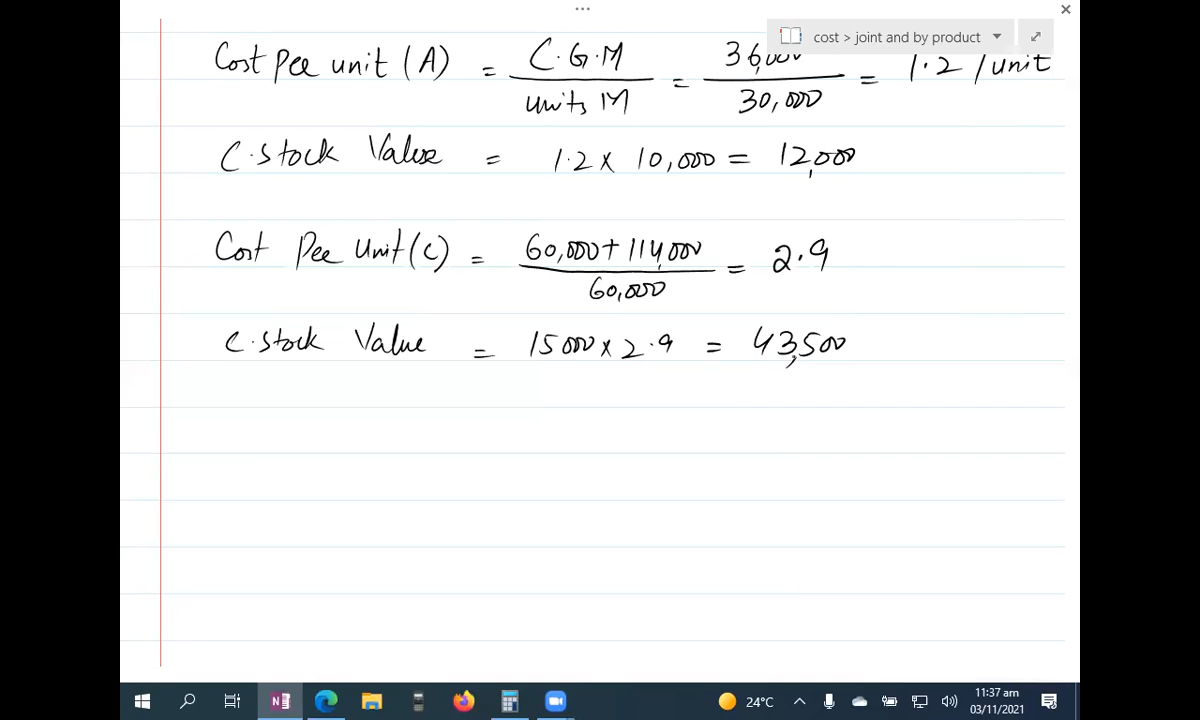 cost > joint and by product
Cost Per unit (A) = C.G.M / units M = 36,000 / 30,000 = 1.2 /unit
C.stock Value = 1.2 x 10,000 = 12,000
Cost Per Unit (C) = 60,000 + 114,000 / 60,000 = 2.9
C.stock Value = 15000 x 2.9 = 43,500
24°C
11:37 am
03/11/2021